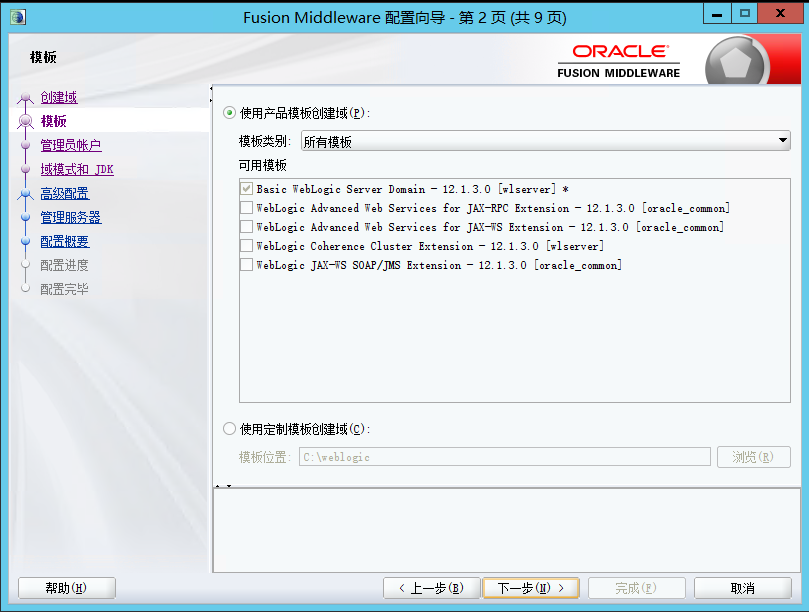 Fusion Middleware 配置向导 - 第 2 页 (共 9 页)
模板
ORACLE
FUSION MIDDLEWARE
创建域
模板
管理员帐户
域模式和 JDK
高级配置
管理服务器
配置概要
配置进度
配置完毕
使用产品模板创建域(P):
模板类别: 所有模板
可用模板
Basic WebLogic Server Domain - 12.1.3.0 [wlserver] *
WebLogic Advanced Web Services for JAX-RPC Extension - 12.1.3.0 [oracle_common]
WebLogic Advanced Web Services for JAX-WS Extension - 12.1.3.0 [oracle_common]
WebLogic Coherence Cluster Extension - 12.1.3.0 [wlserver]
WebLogic JAX-WS SOAP/JMS Extension - 12.1.3.0 [oracle_common]
使用定制模板创建域(C):
模板位置: C:\weblogic 浏览(R)
帮助(H) < 上一步(B) 下一步(N) > 完成(F) 取消